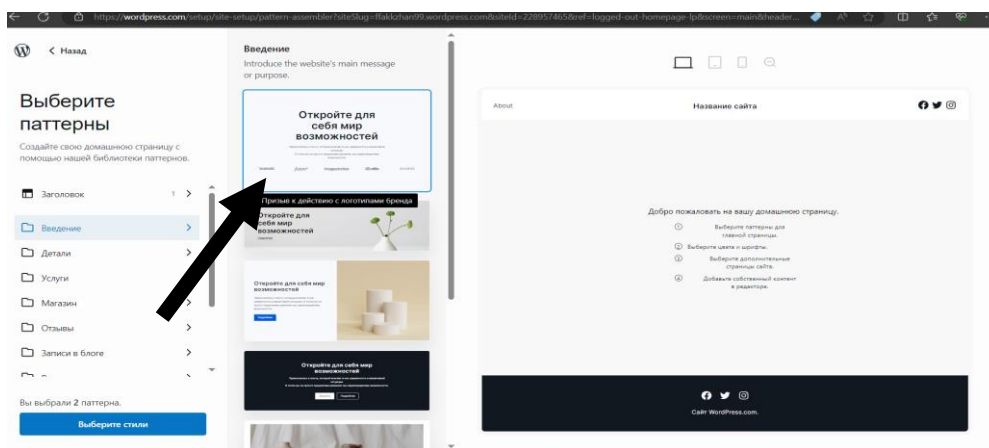 https://wordpress.com/setup/site-setup/pattern-assembler?siteSlug=ffakkzhan99.wordpress.com&siteId=228957465&ref=logged-out-homepage-lp&screen=main&header...
Назад
Выберите
паттерны
Создайте свою домашнюю страницу с
помощью нашей библиотеки паттернов.
Заголовок 1
Введение
Детали
Услуги
Магазин
Отзывы
Записи в блоге
Вы выбрали 2 паттерна.
Выберите стили
Введение
Introduce the website's main message
or purpose.
Откройте для
себя мир
возможностей
Призыв к действию с логотипами бренда
Откройте для
себя мир
возможностей
Откройте для себя мир
возможностей
Откройте для себя мир
возможностей
About
Название сайта
Добро пожаловать на вашу домашнюю страницу.
1 Выберите паттерны для
главной страницы.
2 Выберите цвета и шрифты.
3 Выберите дополнительные
страницы сайта.
4 Добавьте собственный контент
в редакторе.
Сайт WordPress.com.